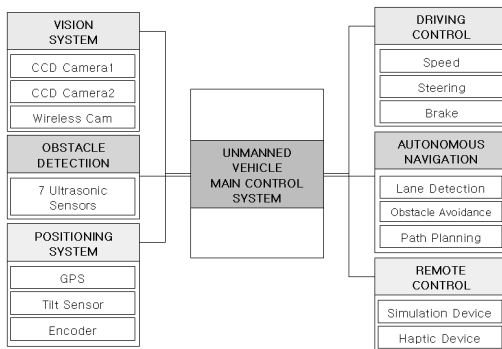 VISION
SYSTEM
CCD Camera1
CCD Camera2
Wireless Cam
OBSTACLE
DETECTIION
7 Ultrasonic
Sensors
POSITIONING
SYSTEM
GPS
Tilt Sensor
Encoder
UNMANNED
VEHICLE
MAIN CONTROL
SYSTEM
DRIVING
CONTROL
Speed
Steering
Brake
AUTONOMOUS
NAVIGATION
Lane Detection
Obstacle Avoidance
Path Planning
REMOTE
CONTROL
Simulation Device
Haptic Device